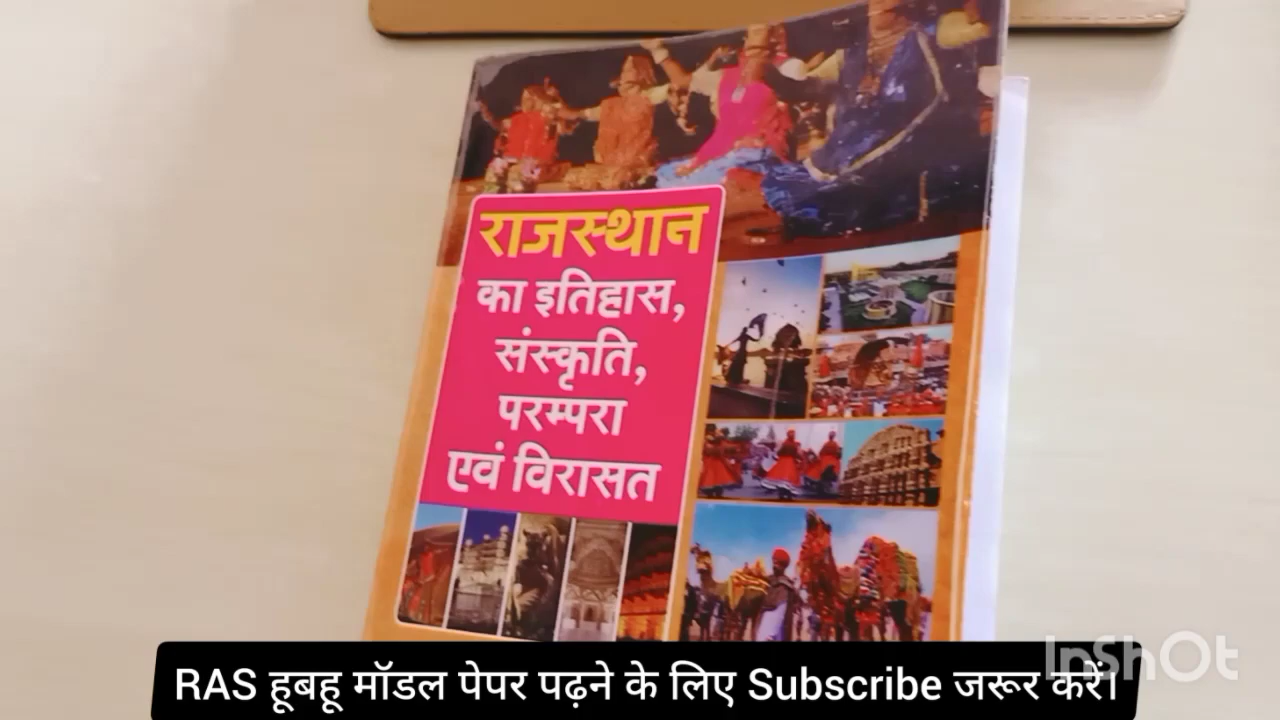 राजस्थान
का इतिहास,
संस्कृति,
परम्परा
एवं विरासत
RAS हूबहू मॉडल पेपर पढ़ने के लिए Subscribe जरूर करें।
InShOt